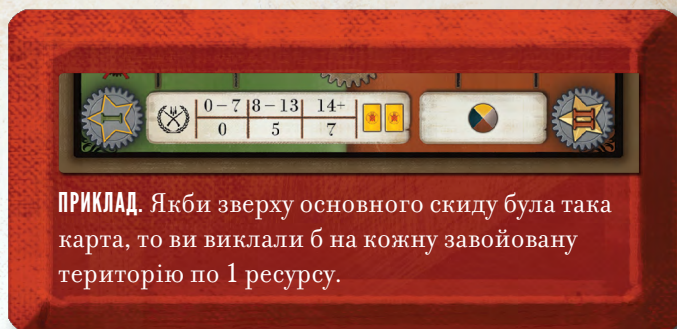 I 0–7 8–13 14+ II
0 5 7
ПРИКЛАД. Якби зверху основного скиду була така
карта, то ви виклали б на кожну завойовану
територію по 1 ресурсу.